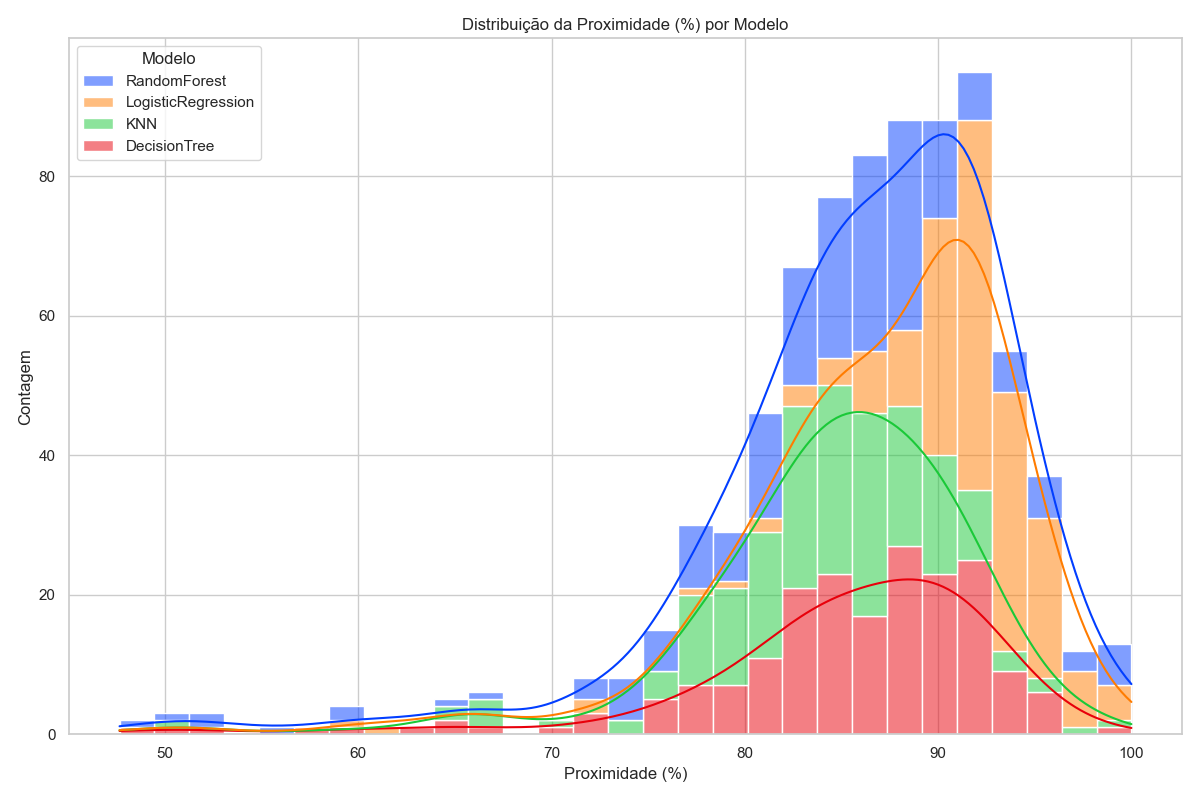 Distribuição da Proximidade (%) por Modelo
Modelo
RandomForest
LogisticRegression
KNN
DecisionTree
Contagem
80
60
40
20
0
50
60
70
80
90
100
Proximidade (%)